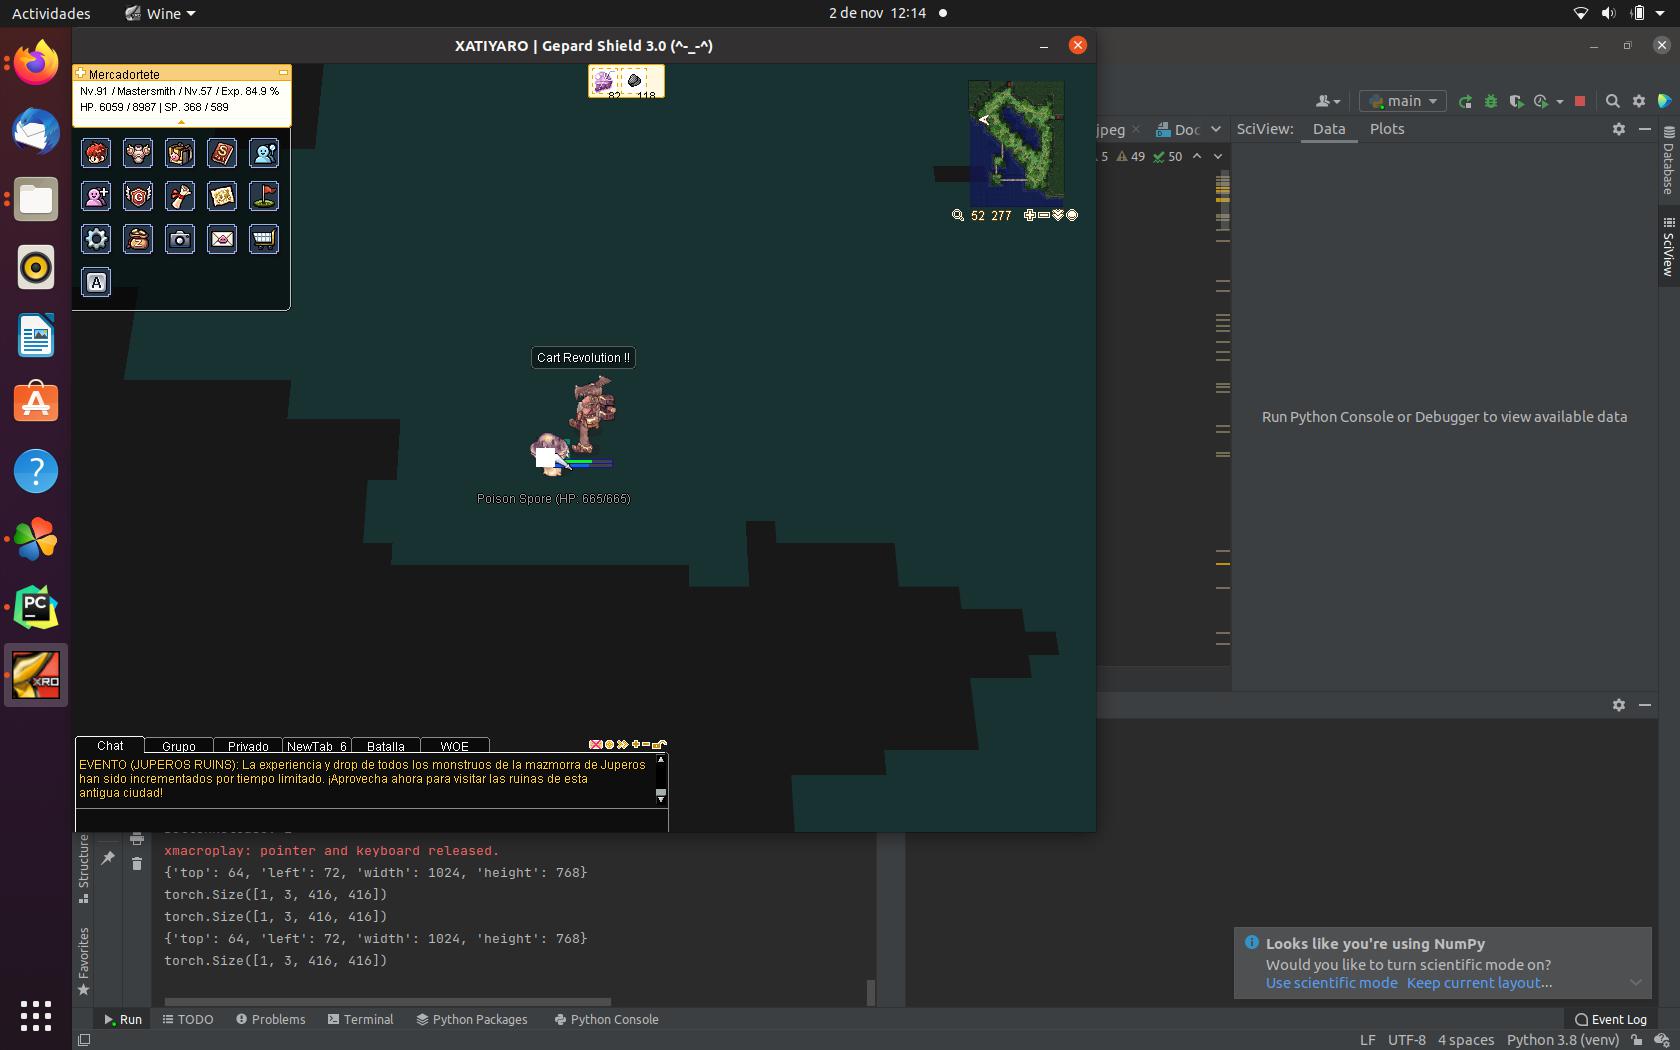 Actividades
Wine
2 de nov 12:14
XATIYARO | Gepard Shield 3.0 (^-_-^)
Mercadortete
Nv.91 / Mastersmith / Nv.57 / Exp. 84.9 %
HP. 6059 / 8987 | SP. 368 / 589
82
118
52 277
A
Cart Revolution !!
Poison Spore (HP: 665/665)
Chat
Grupo
Privado
NewTab_6
Batalla
WOE
EVENTO (JUPEROS RUINS): La experiencia y drop de todos los monstruos de la mazmorra de Juperos
han sido incrementados por tiempo limitado. ¡Aprovecha ahora para visitar las ruinas de esta
antigua ciudad!
main
jpeg
Doc
SciView:
Data
Plots
5
49
50
Database
SciView
Run Python Console or Debugger to view available data
PC
XRO
Structure
Favorites
xmacroplay: pointer and keyboard released.
{'top': 64, 'left': 72, 'width': 1024, 'height': 768}
torch.Size([1, 3, 416, 416])
torch.Size([1, 3, 416, 416])
{'top': 64, 'left': 72, 'width': 1024, 'height': 768}
torch.Size([1, 3, 416, 416])
Looks like you're using NumPy
Would you like to turn scientific mode on?
Use scientific mode Keep current layout...
Run
TODO
Problems
Terminal
Python Packages
Python Console
Event Log
LF UTF-8 4 spaces Python 3.8 (venv)